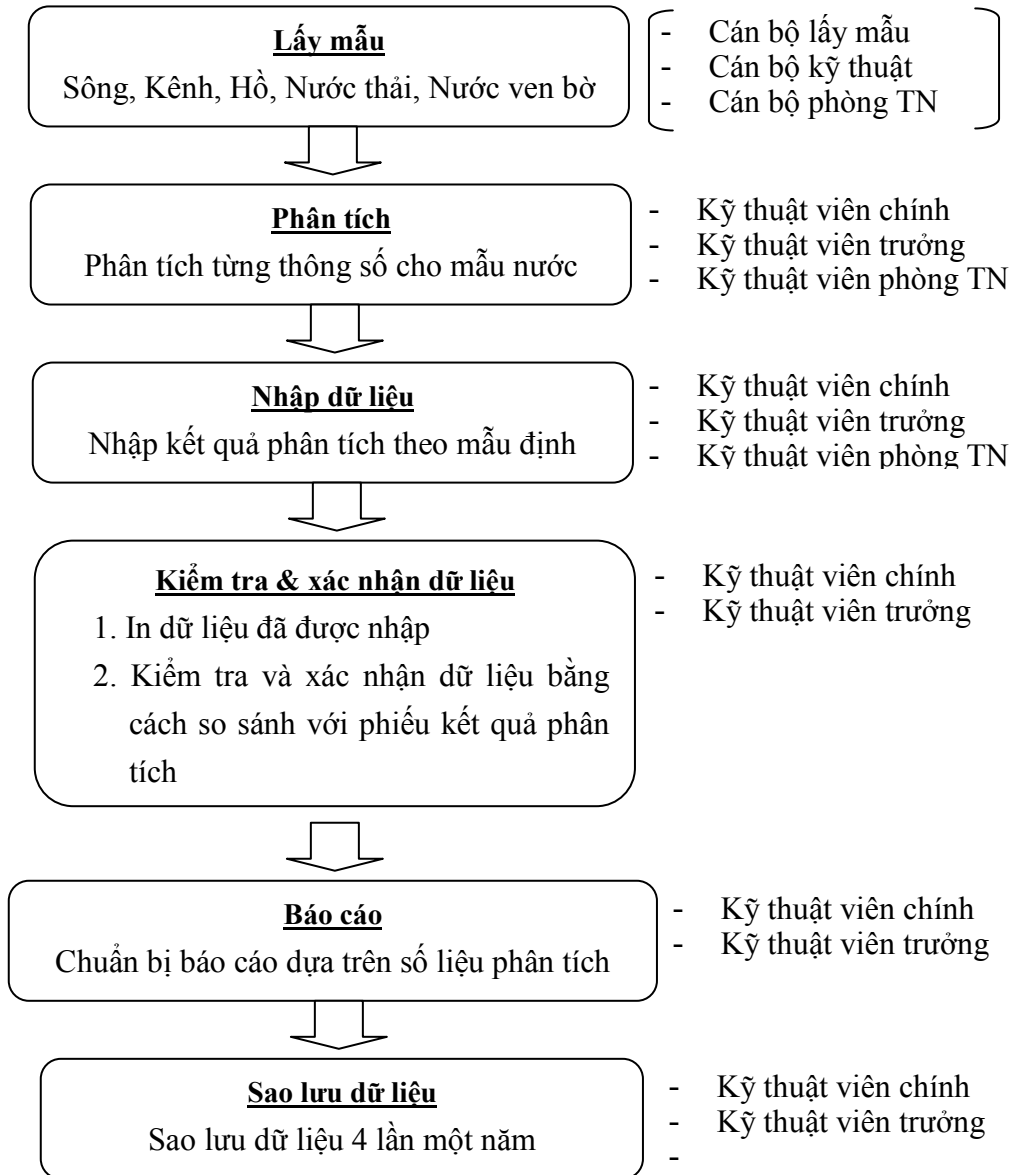 Lấy mẫu
Sông, Kênh, Hồ, Nước thải, Nước ven bờ
- Cán bộ lấy mẫu
- Cán bộ kỹ thuật
- Cán bộ phòng TN
Phân tích
Phân tích từng thông số cho mẫu nước
- Kỹ thuật viên chính
- Kỹ thuật viên trưởng
- Kỹ thuật viên phòng TN
Nhập dữ liệu
Nhập kết quả phân tích theo mẫu định
- Kỹ thuật viên chính
- Kỹ thuật viên trưởng
- Kỹ thuật viên phòng TN
Kiểm tra & xác nhận dữ liệu
1. In dữ liệu đã được nhập
2. Kiểm tra và xác nhận dữ liệu bằng
cách so sánh với phiếu kết quả phân
tích
- Kỹ thuật viên chính
- Kỹ thuật viên trưởng
Báo cáo
Chuẩn bị báo cáo dựa trên số liệu phân tích
- Kỹ thuật viên chính
- Kỹ thuật viên trưởng
Sao lưu dữ liệu
Sao lưu dữ liệu 4 lần một năm
- Kỹ thuật viên chính
- Kỹ thuật viên trưởng
-